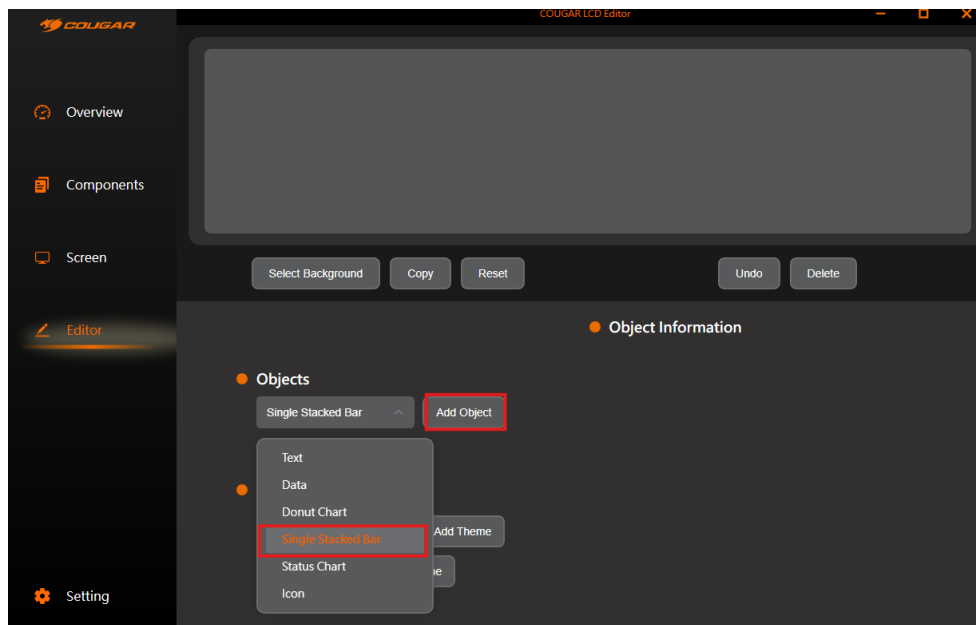 COUGAR
COUGAR LCD Editor
Overview
Components
Screen
Editor
Setting
Select Background
Copy
Reset
Undo
Delete
Object Information
Objects
Single Stacked Bar
Add Object
Text
Data
Donut Chart
Single Stacked Bar
Status Chart
Icon
Add Theme